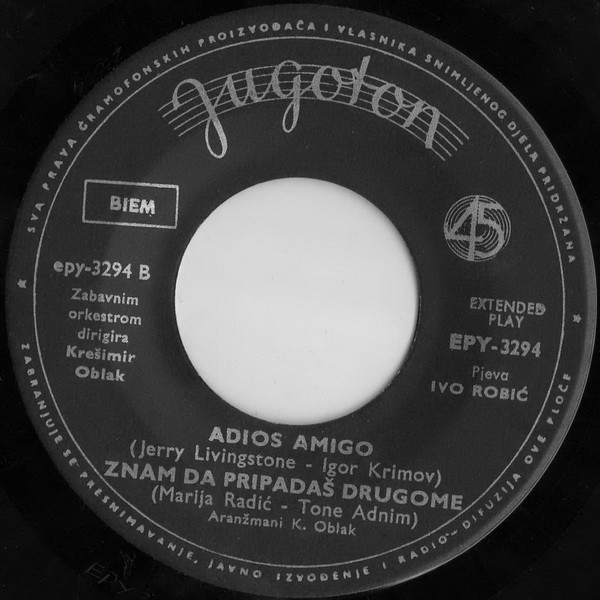 SVA PRAVA GRAMOFONSKIH PROIZVOĐAČA I VLASNIKA SNIMLJENOG DJELA PRIDRŽANA
Jugoton
BIEM
45
epy-3294 B
Zabavnim
orkestrom
dirigira
Krešimir
Oblak
EXTENDED
PLAY
EPY-3294
Pjeva
IVO ROBIĆ
ADIOS AMIGO
(Jerry Livingstone - Igor Krimov)
ZNAM DA PRIPADAŠ DRUGOME
(Marija Radić - Tone Adnim)
Aranžmani K. Oblak
ZABRANJUJE SE PRESNIMAVANJE, JAVNO IZVOĐENJE I RADIO-DIFUZIJA OVE PLOČE
EPY